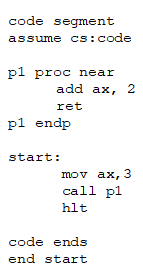 code segment
assume cs:code
p1 proc near
add ax, 2
ret
p1 endp
start:
mov ax,3
call p1
hlt
code ends
end start